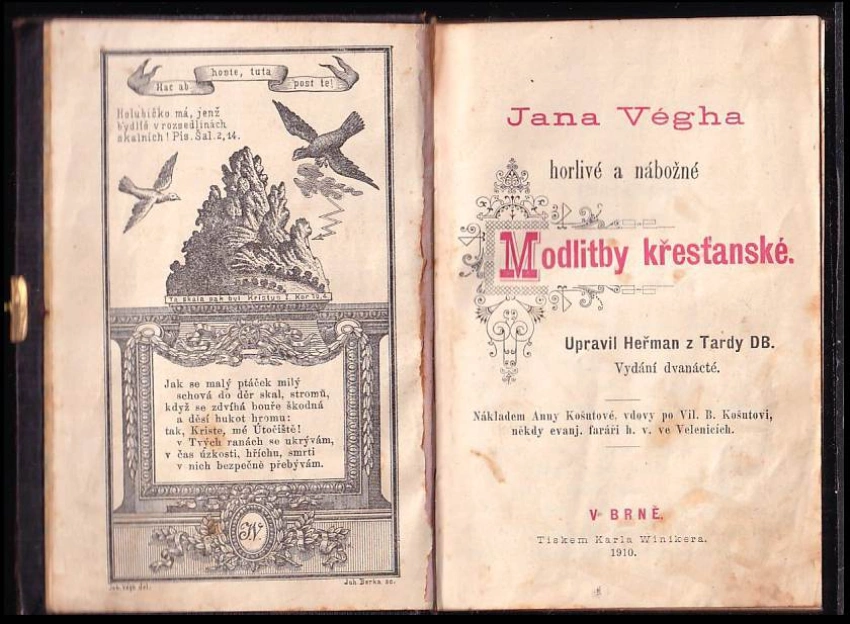 hoste, tuta
post te!
Holubičko má, jenž
bydlíš v rozsedlinách
skalních! Pís. Šal. 2, 14.
Ta skála pak byl Kristus I. Kor 10.4.
Jak se malý ptáček milý
schová do děr skal, stromů,
když se zdvíhá bouře škodná
a děsí hukot hromu:
tak, Kriste, mé Útočiště!
v Tvých ranách se ukrývám,
v čas úzkosti, hříchu, smrti
v nich bezpečně přebývám.
JV.
Joh. Berka sc.
Jana Végha
horlivé a nábožné
Modlitby křesťanské.
Upravil Heřman z Tardy DB.
Vydání dvanácté.
Nákladem Anny Košutové, vdovy po Vil. B. Košutovi,
někdy evanj. faráři h. v. ve Velenicích.
V BRNĚ.
Tiskem Karla Winikera.
1910.